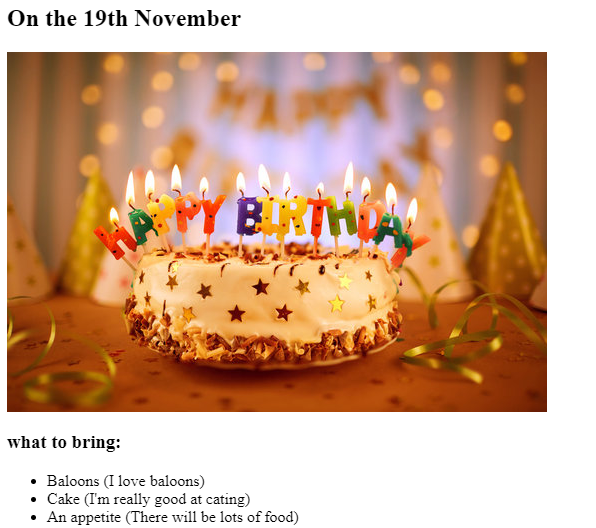 On the 19th November
HAPPY
HAPPY BIRTHDAY
what to bring:
Baloons (I love baloons)
Cake (I'm really good at cating)
An appetite (There will be lots of food)